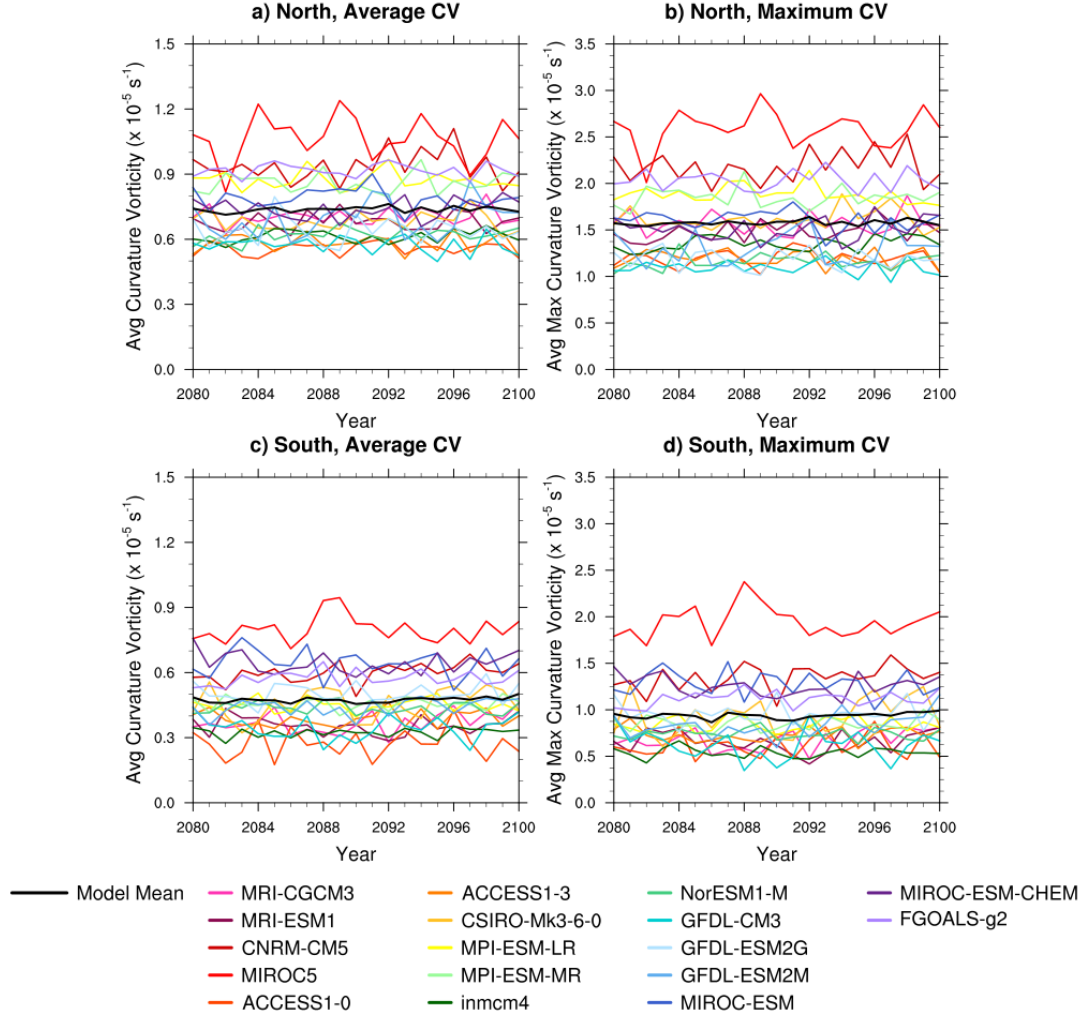 a) North, Average CV
b) North, Maximum CV
Avg Curvature Vorticity (x 10⁻⁵ s⁻¹)
1.5
1.2
0.9
0.6
0.3
0.0
2080 2084 2088 2092 2096 2100
Year
Avg Max Curvature Vorticity (x 10⁻⁵ s⁻¹)
3.5
3.0
2.5
2.0
1.5
1.0
0.5
0.0
2080 2084 2088 2092 2096 2100
Year
c) South, Average CV
d) South, Maximum CV
Avg Curvature Vorticity (x 10⁻⁵ s⁻¹)
1.5
1.2
0.9
0.6
0.3
0.0
2080 2084 2088 2092 2096 2100
Year
Avg Max Curvature Vorticity (x 10⁻⁵ s⁻¹)
3.5
3.0
2.5
2.0
1.5
1.0
0.5
0.0
2080 2084 2088 2092 2096 2100
Year
Model Mean
MRI-CGCM3
MRI-ESM1
CNRM-CM5
MIROC5
ACCESS1-0
ACCESS1-3
CSIRO-Mk3-6-0
MPI-ESM-LR
MPI-ESM-MR
inmcm4
NorESM1-M
GFDL-CM3
GFDL-ESM2G
GFDL-ESM2M
MIROC-ESM
MIROC-ESM-CHEM
FGOALS-g2